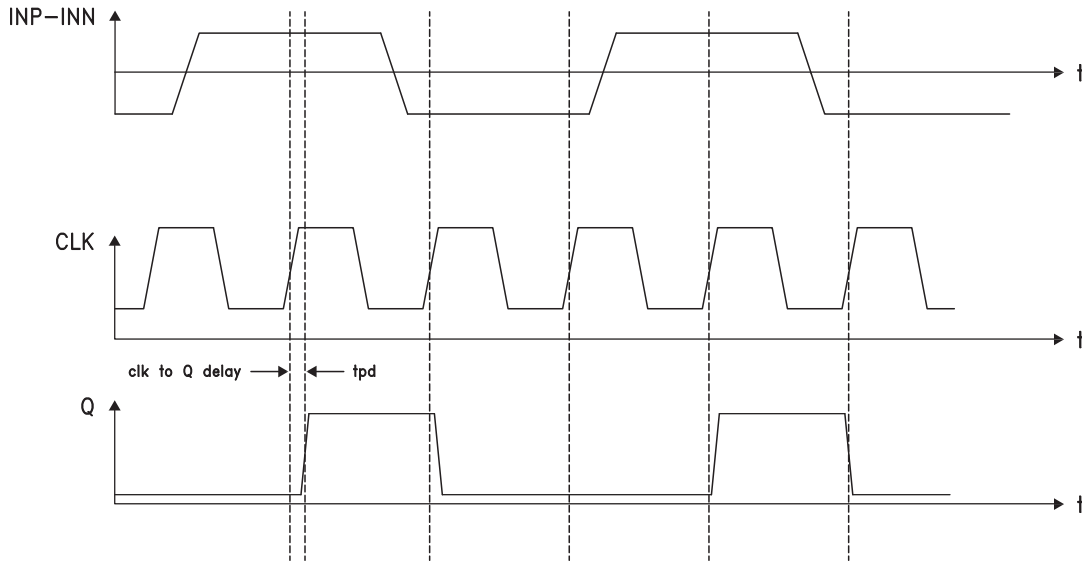 INP-INN
t
CLK
t
clk to Q delay
tpd
Q
t